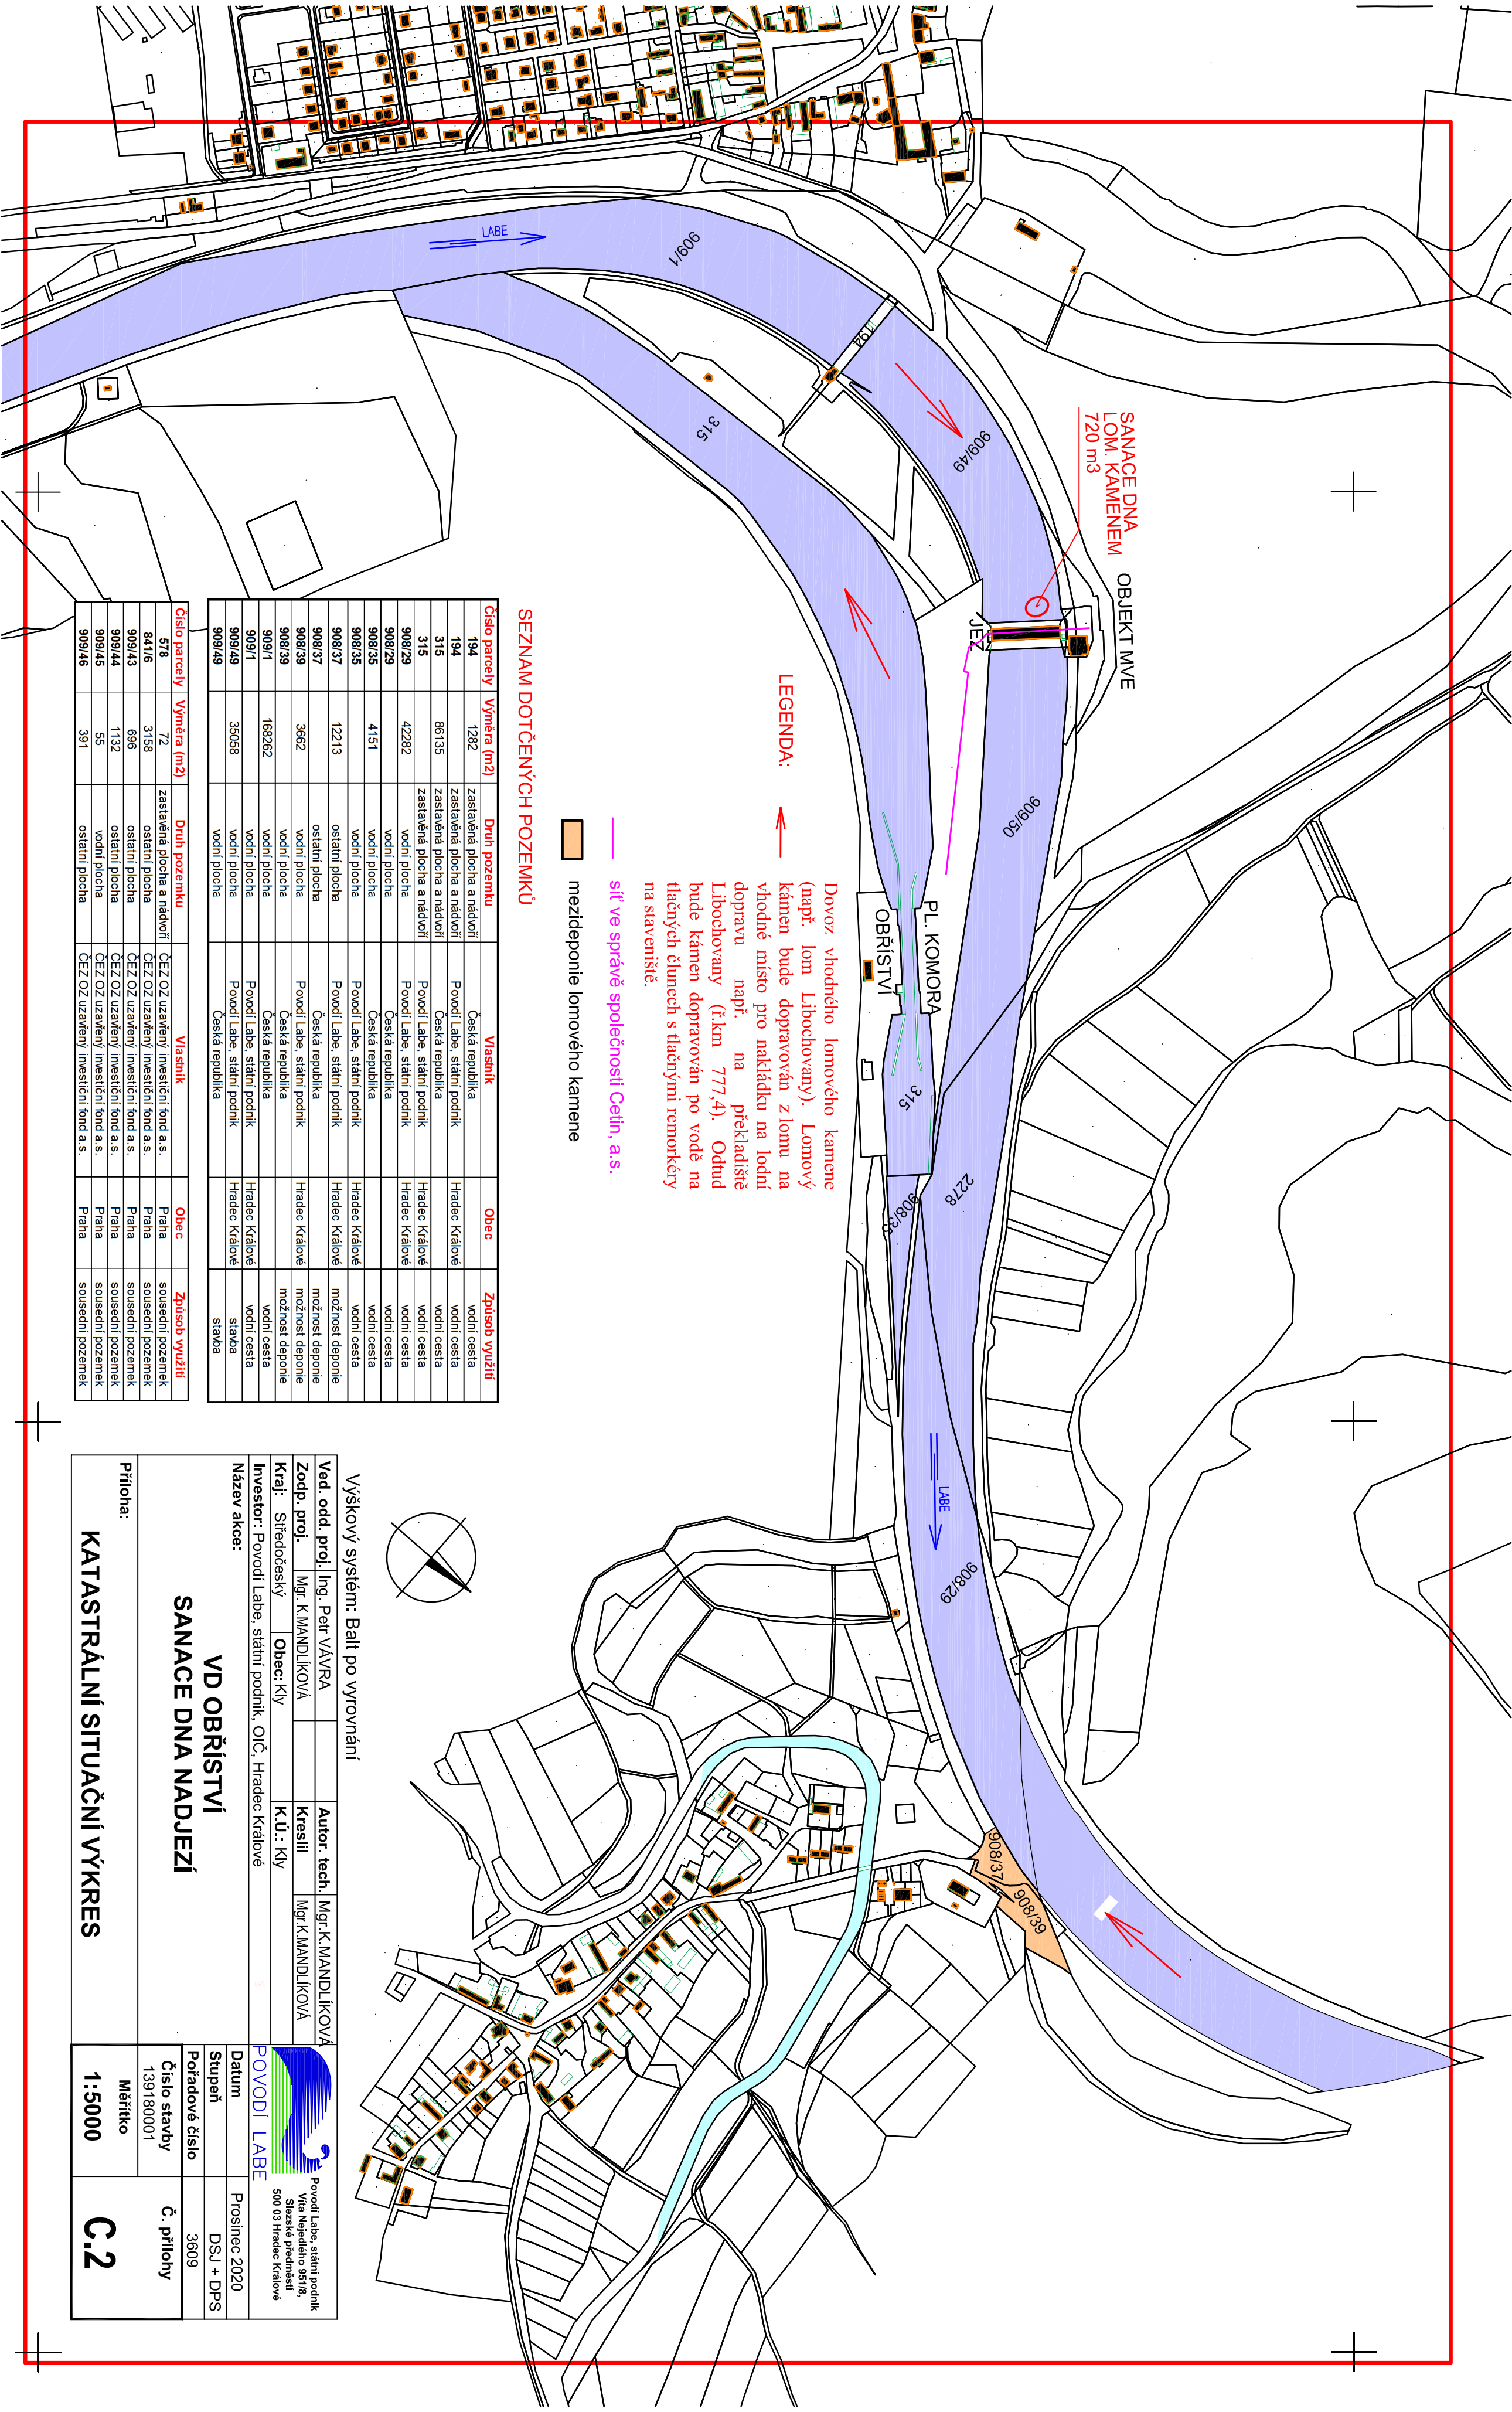 LABE
909/1
194
315
909/49
SANACE DNA
LOM. KAMENEM
720 m3
OBJEKT MVE
JEZ
909/50
PL. KOMORA
OBŘÍSTVÍ
315
2278
908/35
LABE
908/29
908/37
908/39
LEGENDA:
Dovoz vhodného lomového kamene
(např. lom Libochovany). Lomový
kámen bude dopravován z lomu na
vhodné místo pro nakládku na lodní
dopravu např. na překladiště
Libochovany (ř.km 777,4). Odtud
bude kámen dopravován po vodě na
tlačných člunech s tlačnými remorkéry
na staveniště.
síť ve správě společnosti Cetin, a.s.
mezideponie lomového kamene
SEZNAM DOTČENÝCH POZEMKŮ
Číslo parcely Výměra (m2) Druh pozemku Vlastník Obec Způsob využití
194 1282 zastavěná plocha a nádvoří Česká republika vodní cesta
194 zastavěná plocha a nádvoří Povodí Labe, státní podnik Hradec Králové vodní cesta
315 86135 zastavěná plocha a nádvoří Česká republika vodní cesta
315 zastavěná plocha a nádvoří Povodí Labe, státní podnik Hradec Králové vodní cesta
908/29 42282 vodní plocha Povodí Labe, státní podnik Hradec Králové vodní cesta
908/29 vodní plocha Česká republika vodní cesta
908/35 4151 vodní plocha Česká republika vodní cesta
908/35 vodní plocha Povodí Labe, státní podnik Hradec Králové vodní cesta
908/37 12213 ostatní plocha Povodí Labe, státní podnik Hradec Králové možnost deponie
908/37 ostatní plocha Česká republika možnost deponie
908/39 3662 vodní plocha Povodí Labe, státní podnik Hradec Králové možnost deponie
908/39 vodní plocha Česká republika možnost deponie
909/1 168262 vodní plocha Česká republika vodní cesta
909/1 vodní plocha Povodí Labe, státní podnik Hradec Králové vodní cesta
909/49 35058 vodní plocha Povodí Labe, státní podnik Hradec Králové stavba
909/49 vodní plocha Česká republika stavba
Číslo parcely Výměra (m2) Druh pozemku Vlastník Obec Způsob využití
578 72 zastavěná plocha a nádvoří ČEZ OZ uzavřený investiční fond a.s. Praha sousední pozemek
841/6 3158 ostatní plocha ČEZ OZ uzavřený investiční fond a.s. Praha sousední pozemek
909/43 696 ostatní plocha ČEZ OZ uzavřený investiční fond a.s. Praha sousední pozemek
909/44 1132 ostatní plocha ČEZ OZ uzavřený investiční fond a.s. Praha sousední pozemek
909/45 55 vodní plocha ČEZ OZ uzavřený investiční fond a.s. Praha sousední pozemek
909/46 391 ostatní plocha ČEZ OZ uzavřený investiční fond a.s. Praha sousední pozemek
Výškový systém: Balt po vyrovnání
Ved. odd. proj. Ing. Petr VÁVRA Autor. tech. Mgr.K.MANDLÍKOVÁ
Zodp. proj. Mgr. K.MANDLÍKOVÁ Kreslil Mgr.K.MANDLÍKOVÁ
Kraj: Středočeský Obec: Kly K.Ú.: Kly
Investor: Povodí Labe, státní podnik, OIČ, Hradec Králové
POVODÍ LABE
Povodí Labe, státní podnik
Víta Nejedlého 951/8,
Slezské předměstí
500 03 Hradec Králové
Název akce:
VD OBŘÍSTVÍ
SANACE DNA NADJEZÍ
Datum Prosinec 2020
Stupeň DSJ + DPS
Pořadové číslo 3609
Číslo stavby
139180001
Č. přílohy
C.2
Příloha:
KATASTRÁLNÍ SITUAČNÍ VÝKRES
Měřítko
1:5000